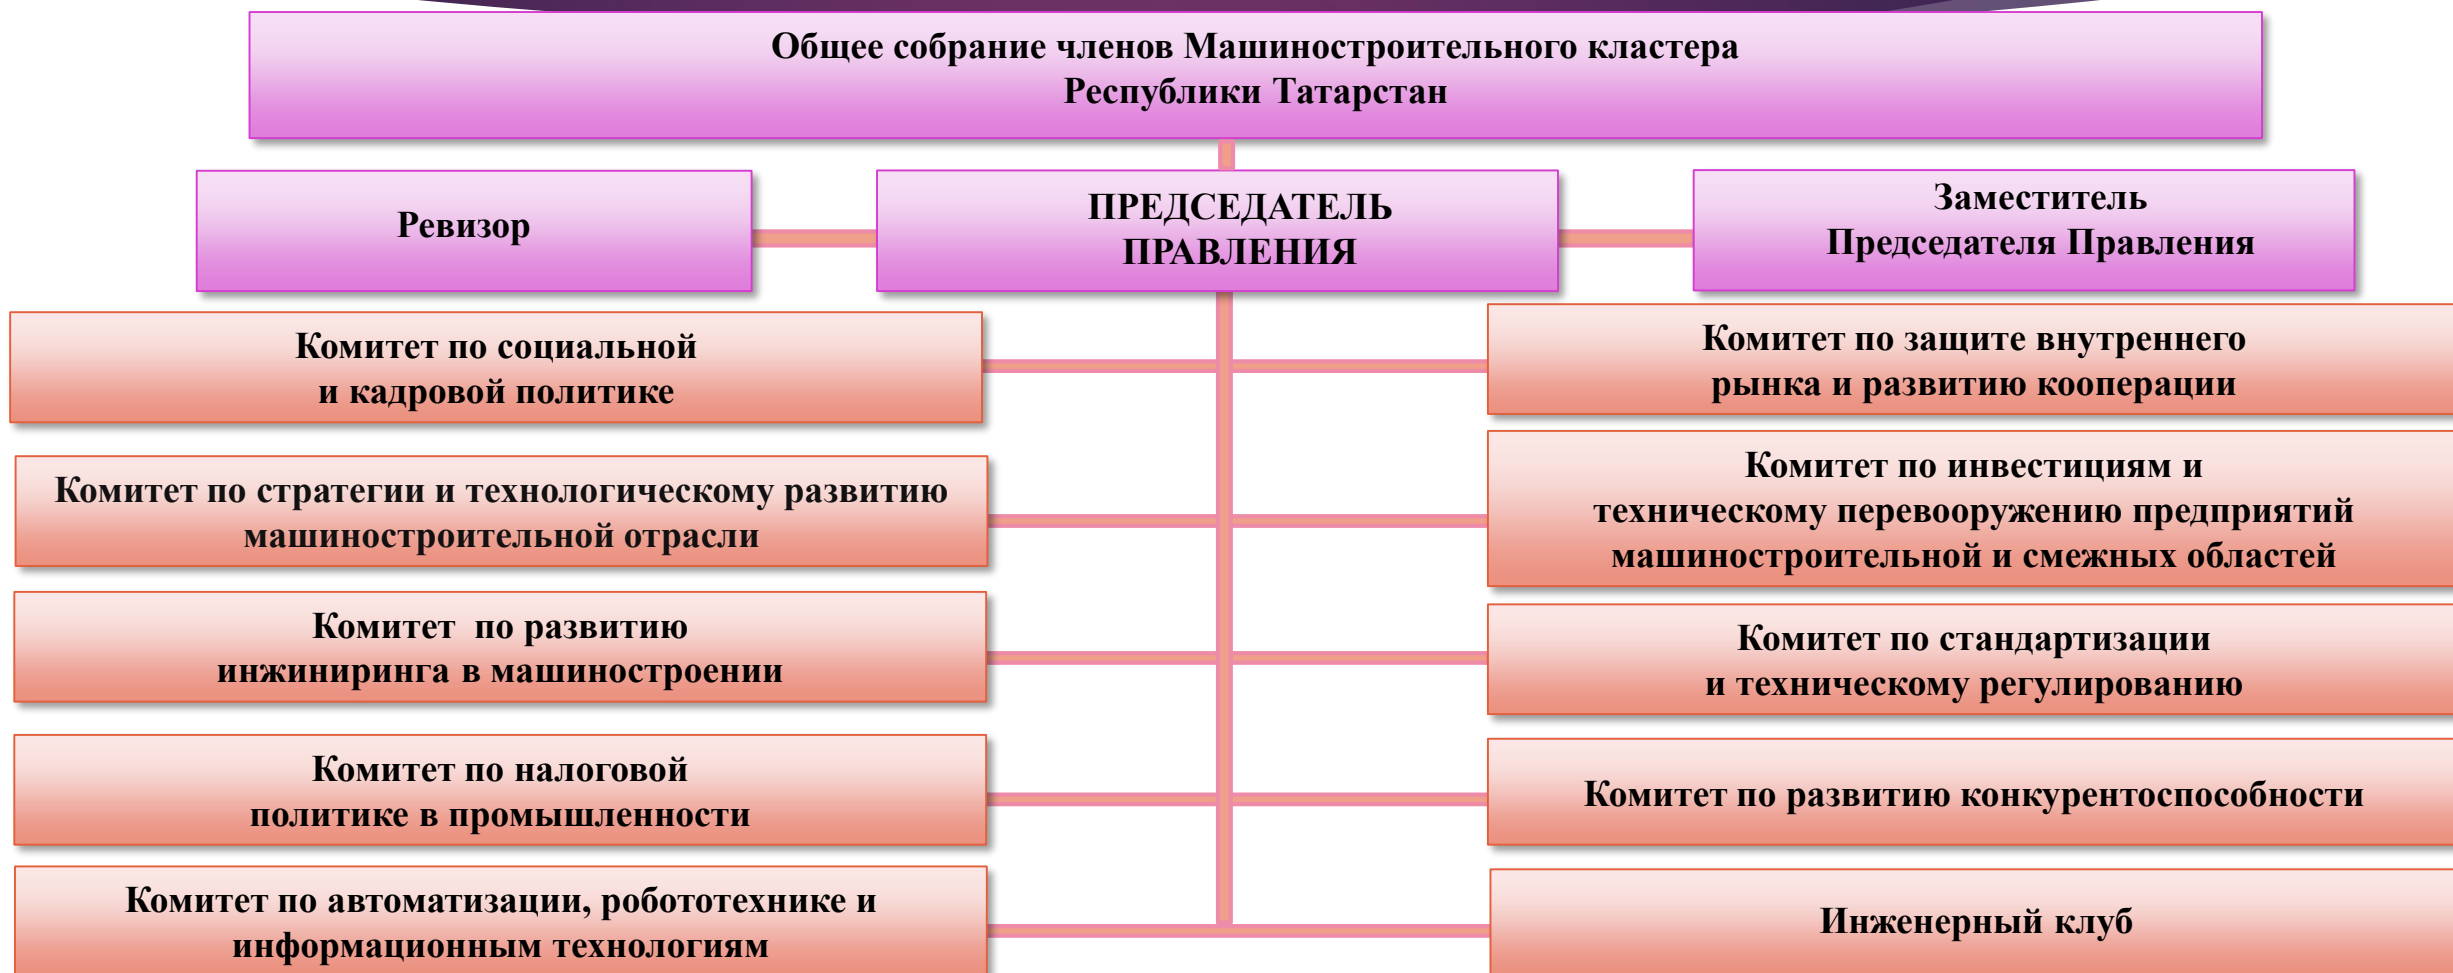 Общее собрание членов Машиностроительного кластера
Республики Татарстан
Ревизор
ПРЕДСЕДАТЕЛЬ
ПРАВЛЕНИЯ
Заместитель
Председателя Правления
Комитет по социальной
и кадровой политике
Комитет по защите внутреннего
рынка и развитию кооперации
Комитет по стратегии и технологическому развитию
машиностроительной отрасли
Комитет по инвестициям и
техническому перевооружению предприятий
машиностроительной и смежных областей
Комитет по развитию
инжиниринга в машиностроении
Комитет по стандартизации
и техническому регулированию
Комитет по налоговой
политике в промышленности
Комитет по развитию конкурентоспособности
Комитет по автоматизации, робототехнике и
информационным технологиям
Инженерный клуб